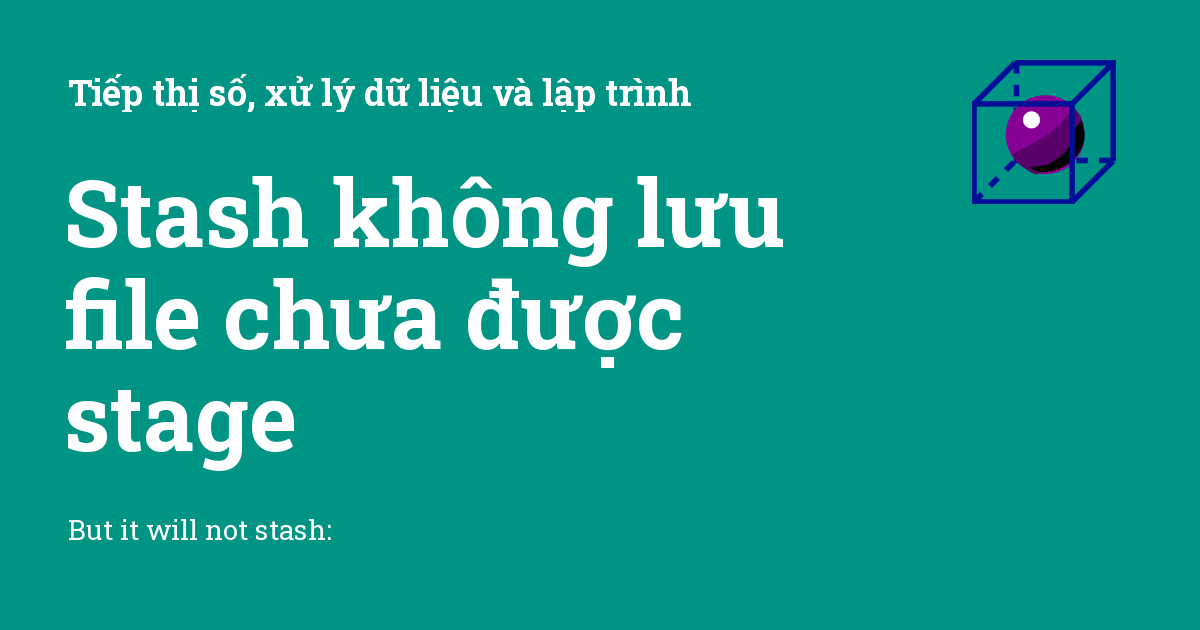 Tiếp thị số, xử lý dữ liệu và lập trình
Stash không lưu
file chưa được
stage
But it will not stash: